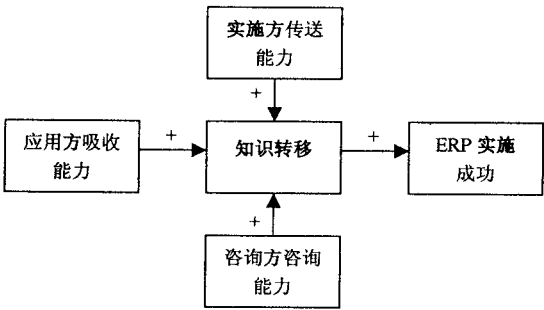 实施方传送
能力
+
应用方吸收
能力
+
知识转移
+
ERP 实施
成功
+
咨询方咨询
能力